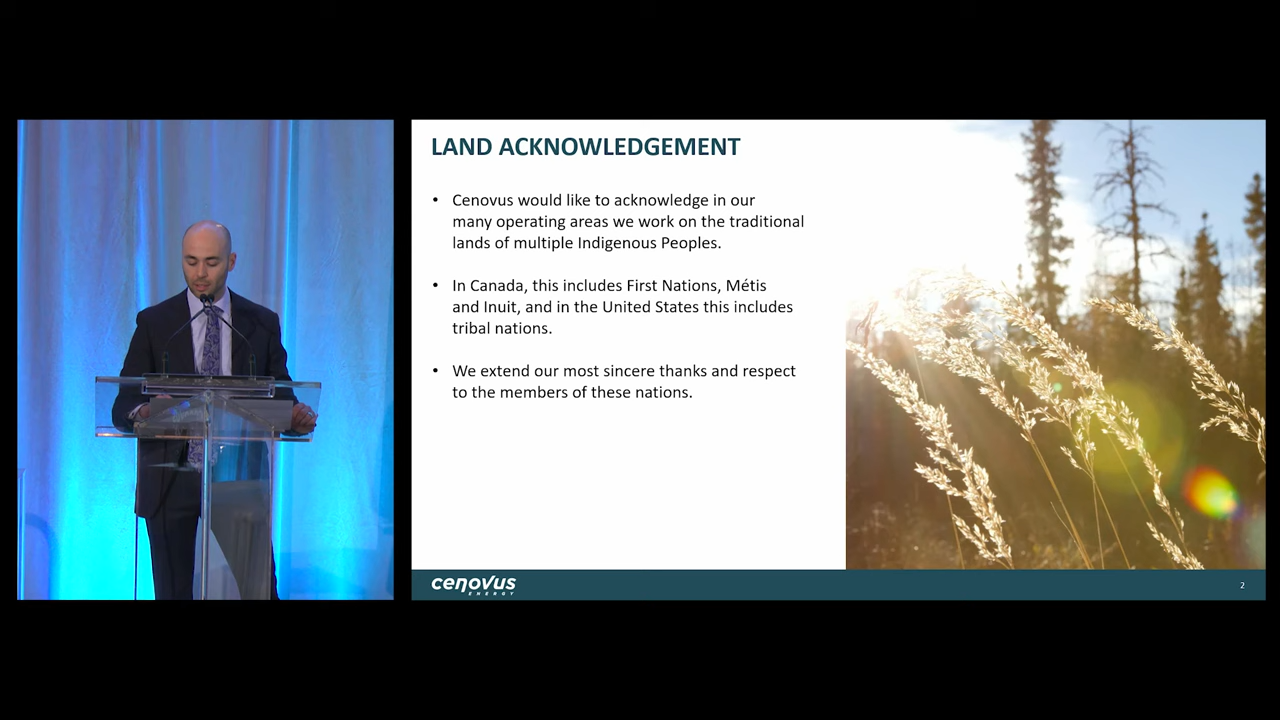 LAND ACKNOWLEDGEMENT
• Cenovus would like to acknowledge in our
many operating areas we work on the traditional
lands of multiple Indigenous Peoples.
• In Canada, this includes First Nations, Métis
and Inuit, and in the United States this includes
tribal nations.
• We extend our most sincere thanks and respect
to the members of these nations.
cenovus
ENERGY
2